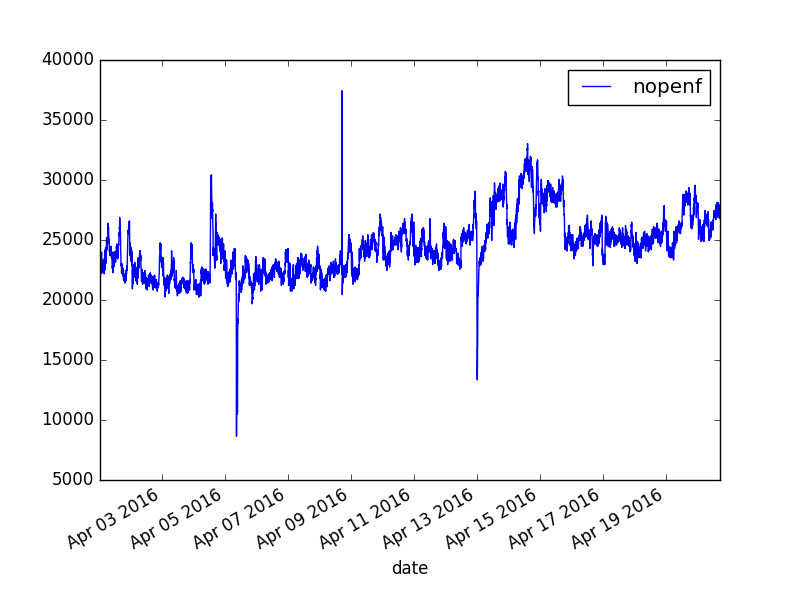 40000
35000
30000
25000
20000
15000
10000
5000
nopenf
Apr 03 2016
Apr 05 2016
Apr 07 2016
Apr 09 2016
Apr 11 2016
Apr 13 2016
Apr 15 2016
Apr 17 2016
Apr 19 2016
date